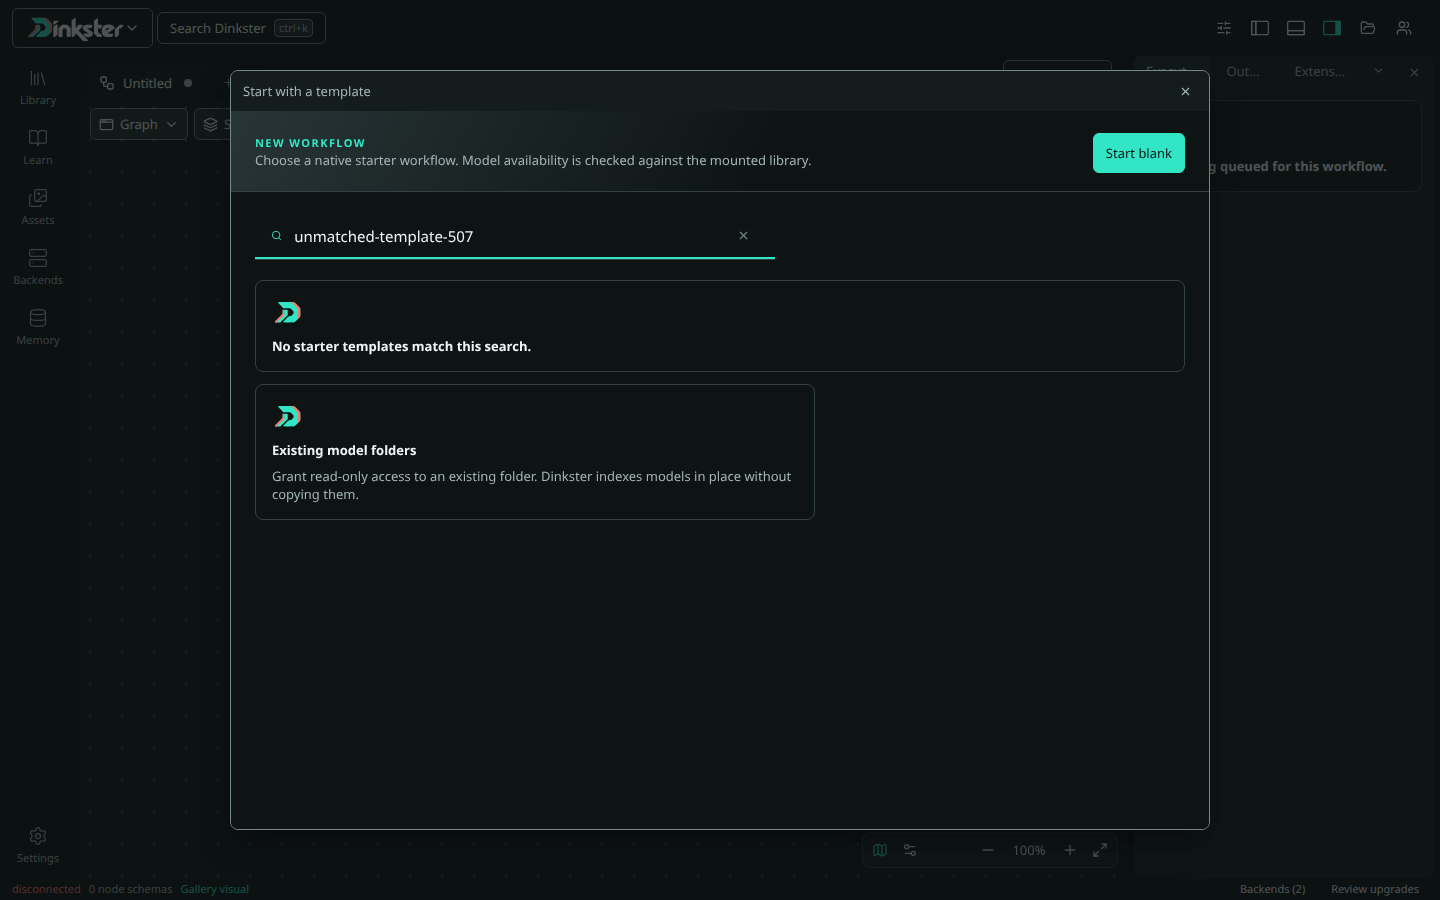 Dinkster
Search Dinkster ctrl+k
Library
Learn
Assets
Backends
Memory
Settings
Untitled
Graph
Out...
Extens...
queued for this workflow.
Start with a template
NEW WORKFLOW
Choose a native starter workflow. Model availability is checked against the mounted library.
Start blank
unmatched-template-507
No starter templates match this search.
Existing model folders
Grant read-only access to an existing folder. Dinkster indexes models in place without
copying them.
100%
disconnected 0 node schemas Gallery visual
Backends (2) Review upgrades